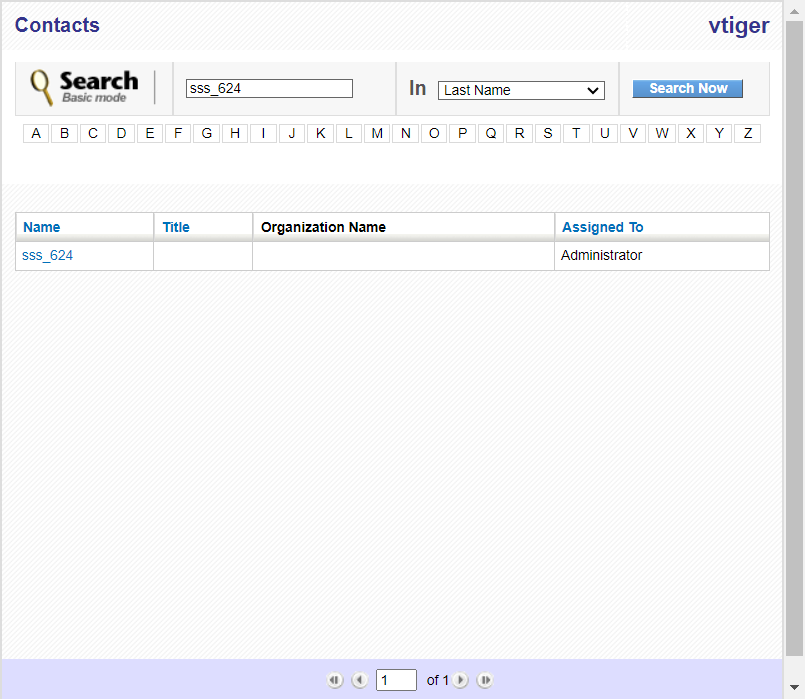 Contacts vtiger
Search
Basic mode
sss_624
In
Last Name
Search Now
A B C D E F G H I J K L M N O P Q R S T U V W X Y Z
Name Title Organization Name Assigned To
sss_624 Administrator
1 of 1